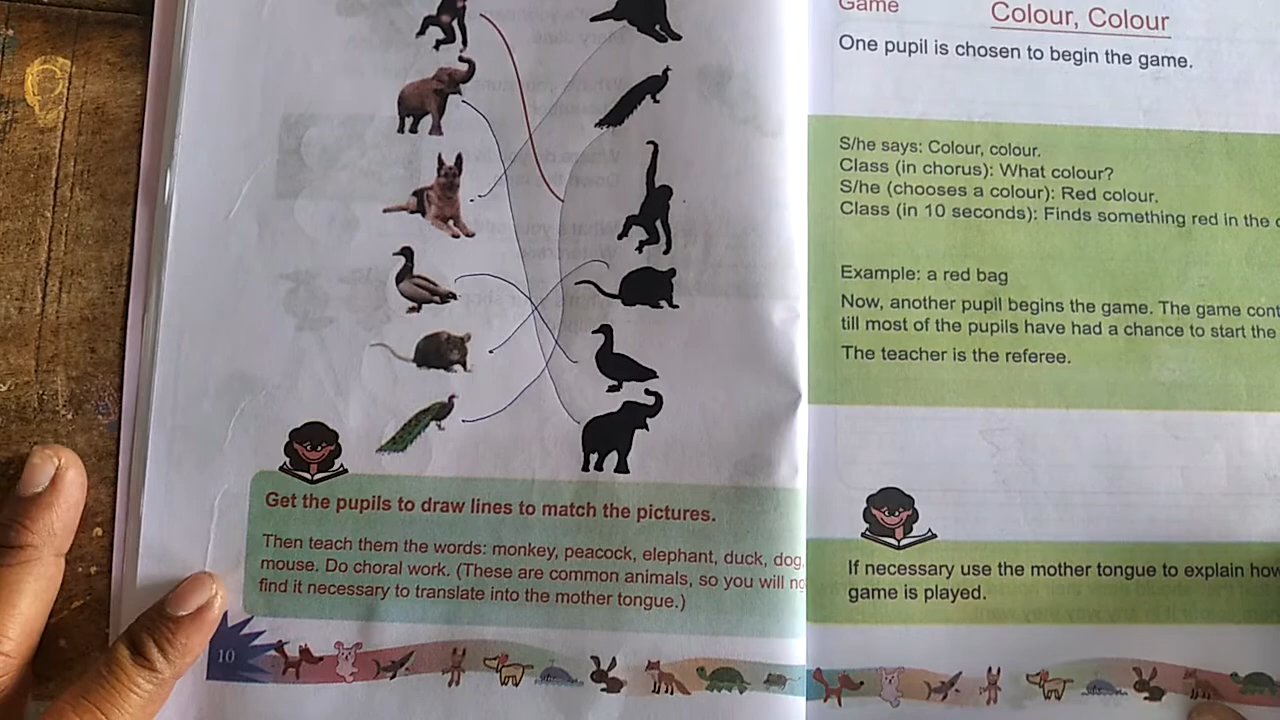 Get the pupils to draw lines to match the pictures.
Then teach them the words: monkey, peacock, elephant, duck, dog,
mouse. Do choral work. (These are common animals, so you will
find it necessary to translate into the mother tongue.)
10
Game
Colour, Colour
One pupil is chosen to begin the game.
S/he says: Colour, colour.
Class (in chorus): What colour?
S/he (chooses a colour): Red colour.
Class (in 10 seconds): Finds something red in the
Example: a red bag
Now, another pupil begins the game. The game
till most of the pupils have had a chance to start the
The teacher is the referee.
If necessary use the mother tongue to explain how
game is played.